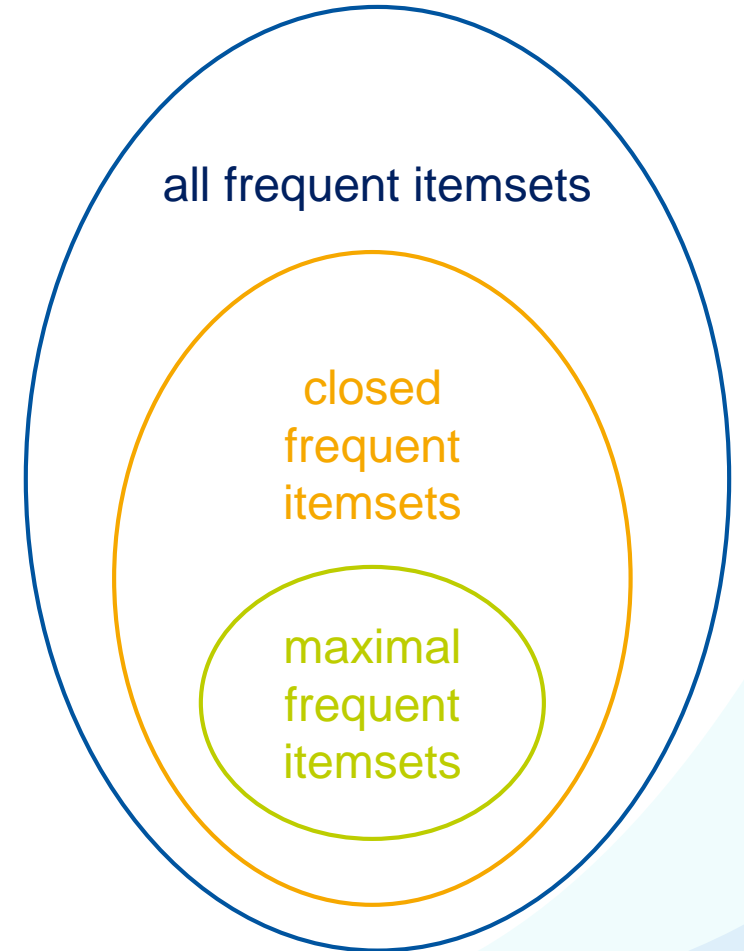 all frequent itemsets
closed
frequent
itemsets
maximal
frequent
itemsets